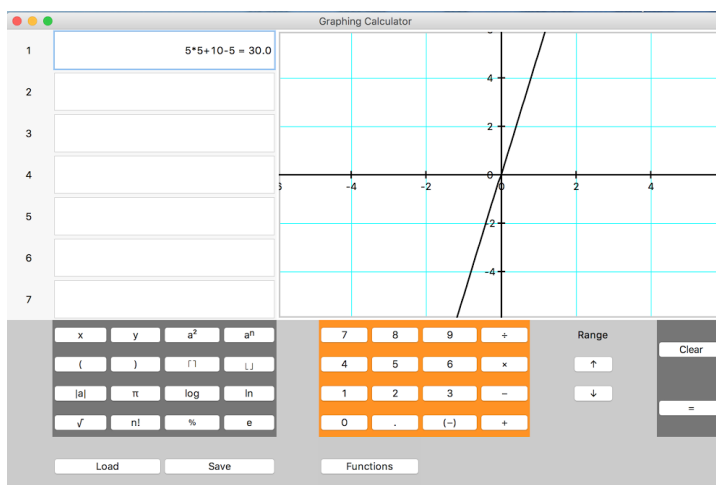 Graphing Calculator
1 5*5+10-5 = 30.0
2
3
4
5
6
7
6
4
2
0
-2
-4
-4 -2 0 2 4
x y a² aⁿ 7 8 9 ÷ Range
Clear
( ) ⌈⌉ ⌊⌋ 4 5 6 × ↑
|a| π log ln 1 2 3 − ↓
=
√ n! % e 0 . (−) +
Load Save Functions